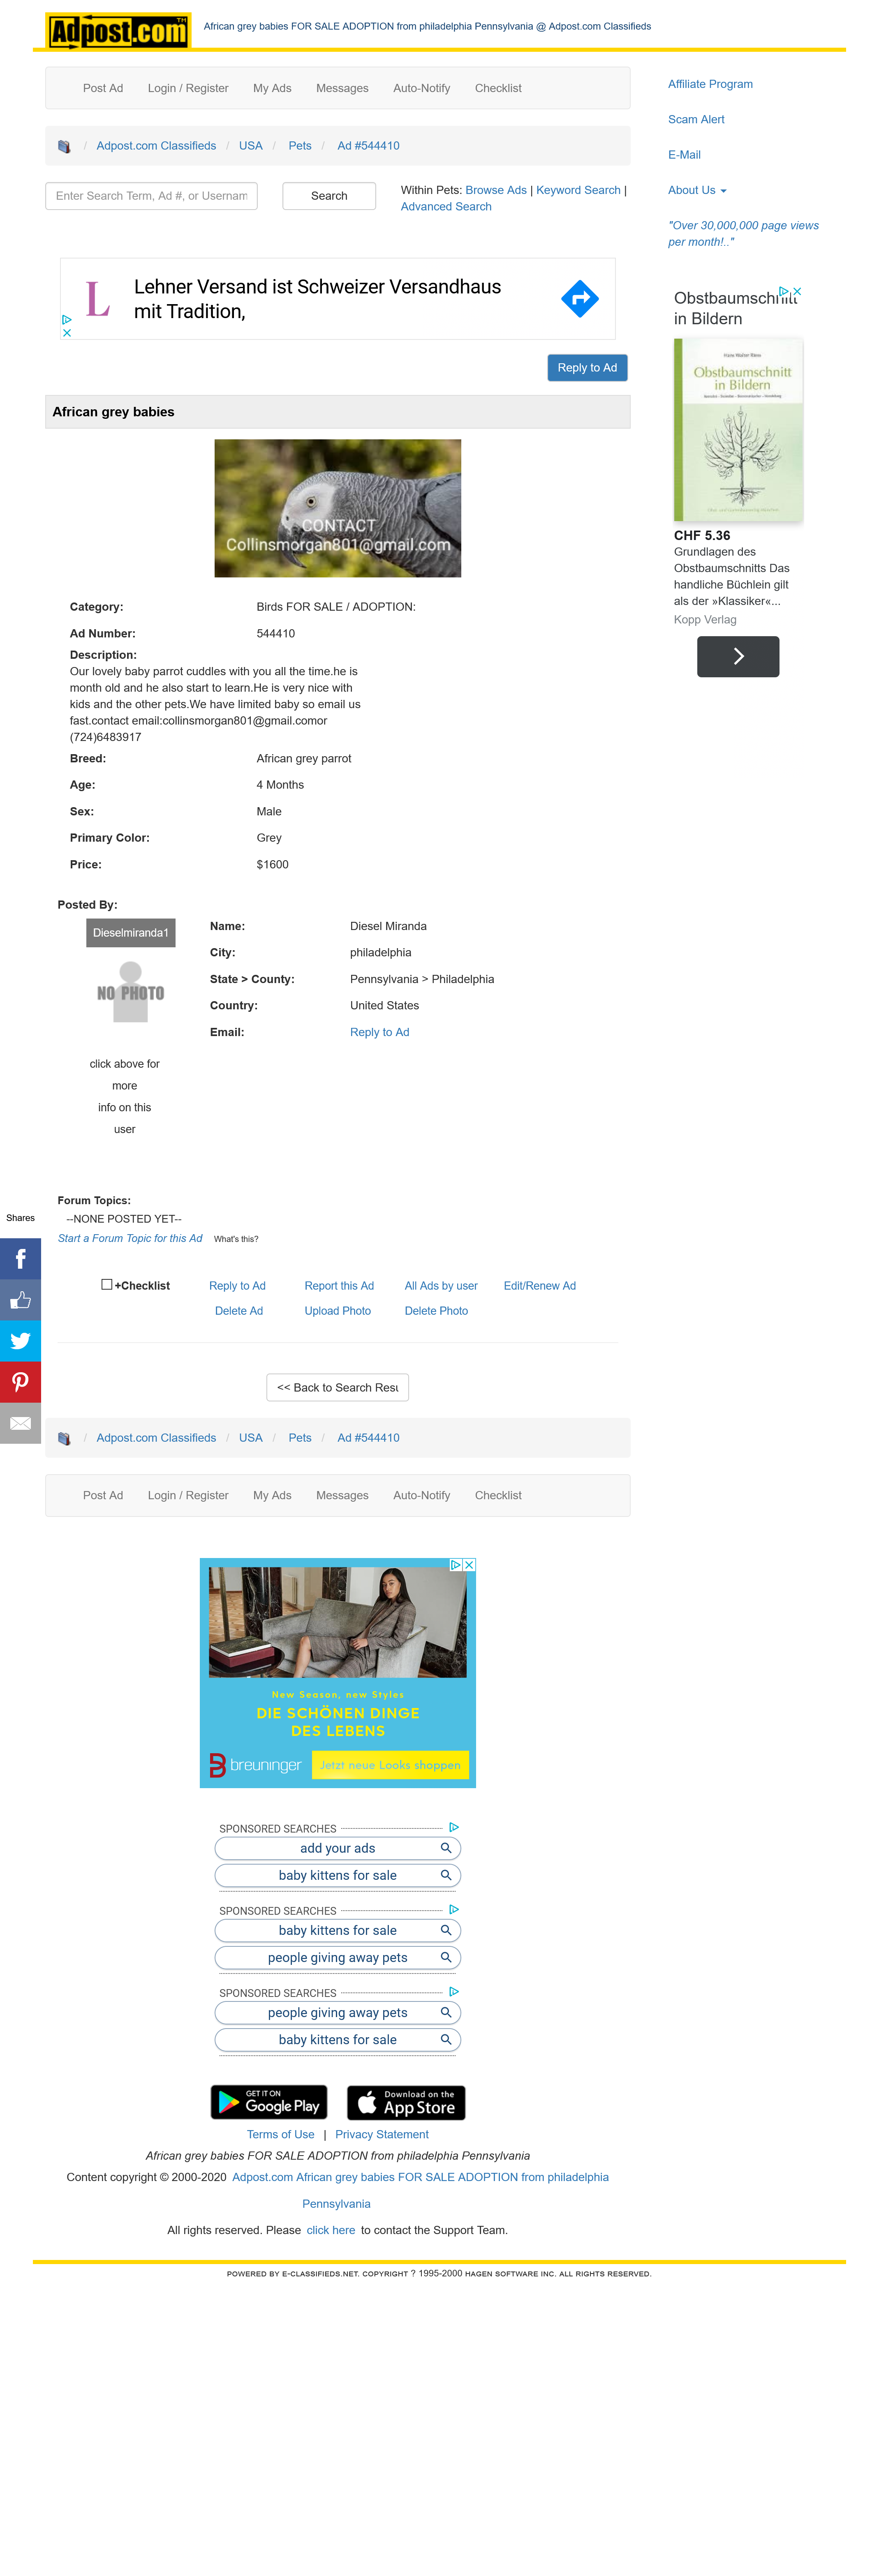 Adpost.com TM
African grey babies FOR SALE ADOPTION from philadelphia Pennsylvania @ Adpost.com Classifieds
Post Ad Login / Register My Ads Messages Auto-Notify Checklist
/ Adpost.com Classifieds / USA / Pets / Ad #544410
Enter Search Term, Ad #, or Usernam
Search
Within Pets: Browse Ads | Keyword Search |
Advanced Search
Affiliate Program
Scam Alert
E-Mail
About Us
"Over 30,000,000 page views
per month!.."
L
Lehner Versand ist Schweizer Versandhaus
mit Tradition,
Reply to Ad
Obstbaumschnitt
in Bildern
Obstbaumschnitt
in Bildern
CHF 5.36
Grundlagen des
Obstbaumschnitts Das
handliche Büchlein gilt
als der »Klassiker«...
Kopp Verlag
African grey babies
CONTACT
Collinsmorgan801@gmail.com
Category: Birds FOR SALE / ADOPTION:
Ad Number: 544410
Description:
Our lovely baby parrot cuddles with you all the time.he is
month old and he also start to learn.He is very nice with
kids and the other pets.We have limited baby so email us
fast.contact email:collinsmorgan801@gmail.comor
(724)6483917
Breed: African grey parrot
Age: 4 Months
Sex: Male
Primary Color: Grey
Price: $1600
Posted By:
Dieselmiranda1
NO PHOTO
click above for
more
info on this
user
Name: Diesel Miranda
City: philadelphia
State > County: Pennsylvania > Philadelphia
Country: United States
Email: Reply to Ad
Shares
Forum Topics:
--NONE POSTED YET--
Start a Forum Topic for this Ad What's this?
+Checklist Reply to Ad Report this Ad All Ads by user Edit/Renew Ad
Delete Ad Upload Photo Delete Photo
<< Back to Search Resu
/ Adpost.com Classifieds / USA / Pets / Ad #544410
Post Ad Login / Register My Ads Messages Auto-Notify Checklist
New Season, new Styles
DIE SCHÖNEN DINGE
DES LEBENS
breuninger
Jetzt neue Looks shoppen
SPONSORED SEARCHES
add your ads
baby kittens for sale
SPONSORED SEARCHES
baby kittens for sale
people giving away pets
SPONSORED SEARCHES
people giving away pets
baby kittens for sale
GET IT ON
Google Play
Download on the
App Store
Terms of Use | Privacy Statement
African grey babies FOR SALE ADOPTION from philadelphia Pennsylvania
Content copyright © 2000-2020 Adpost.com African grey babies FOR SALE ADOPTION from philadelphia
Pennsylvania
All rights reserved. Please click here to contact the Support Team.
POWERED BY E-CLASSIFIEDS.NET. COPYRIGHT ? 1995-2000 HAGEN SOFTWARE INC. ALL RIGHTS RESERVED.